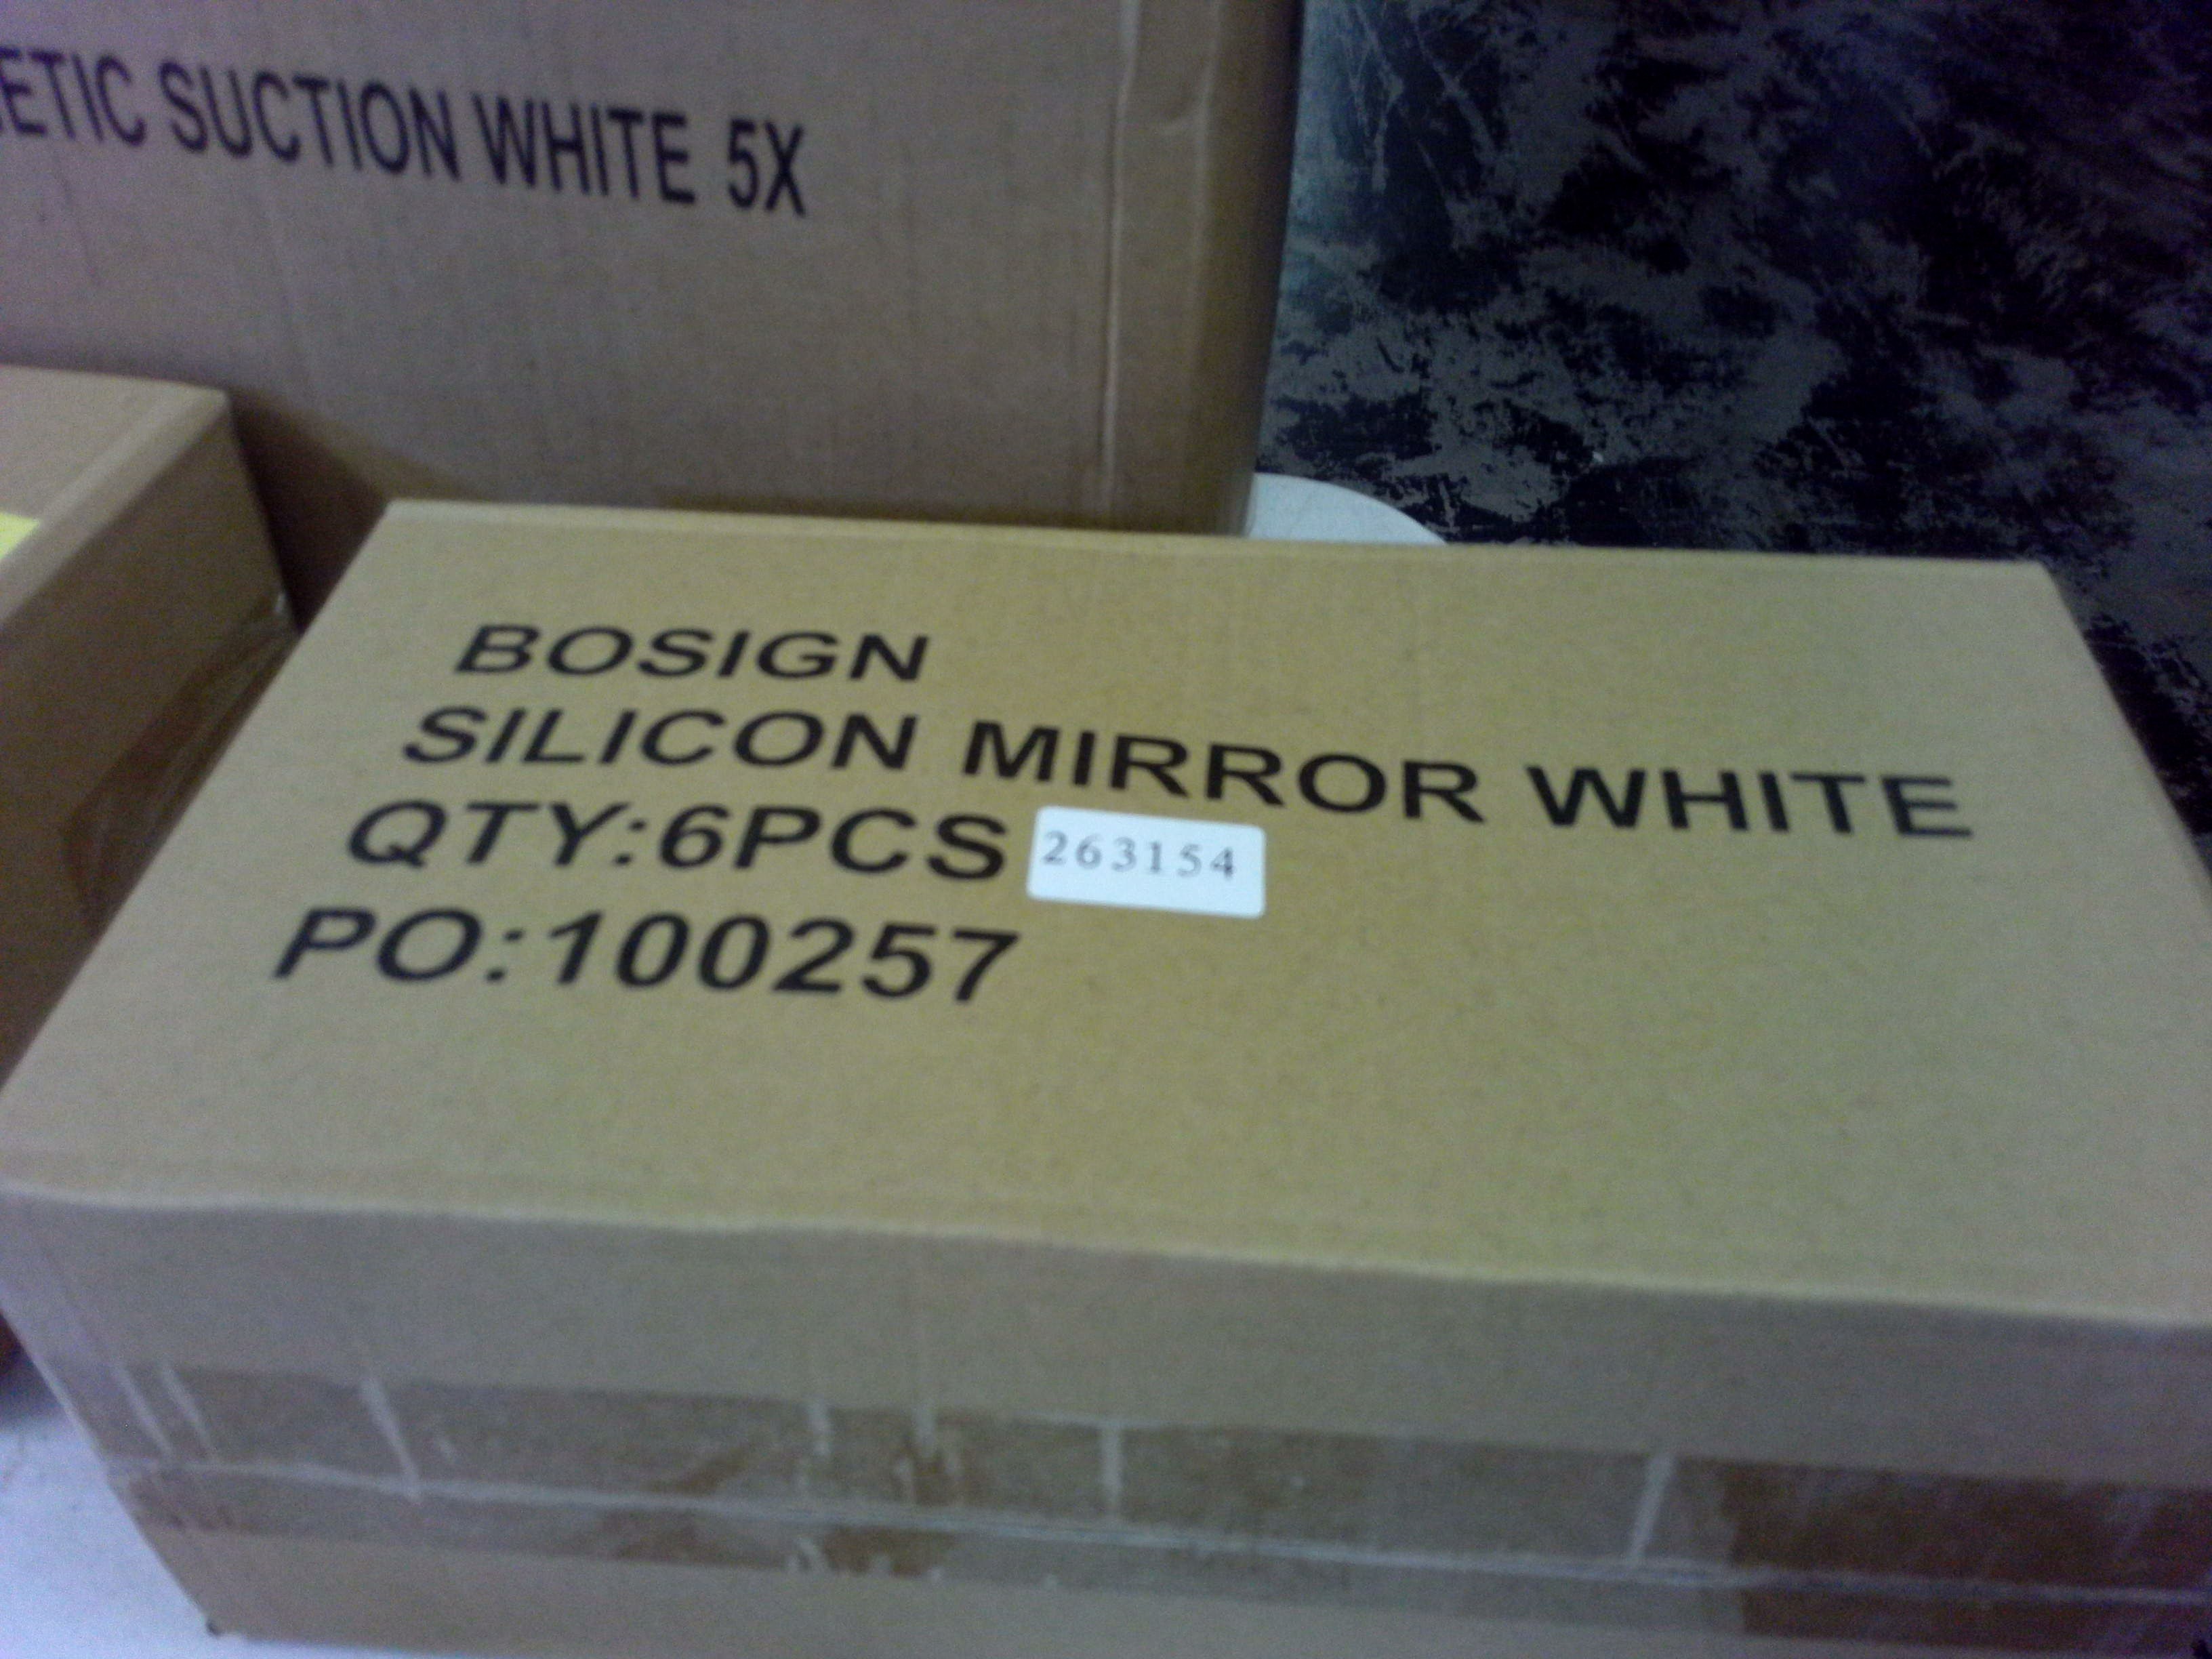 ETIC SUCTION WHITE 5X
BOSIGN
SILICON MIRROR WHITE
QTY:6PCS 263154
PO:100257